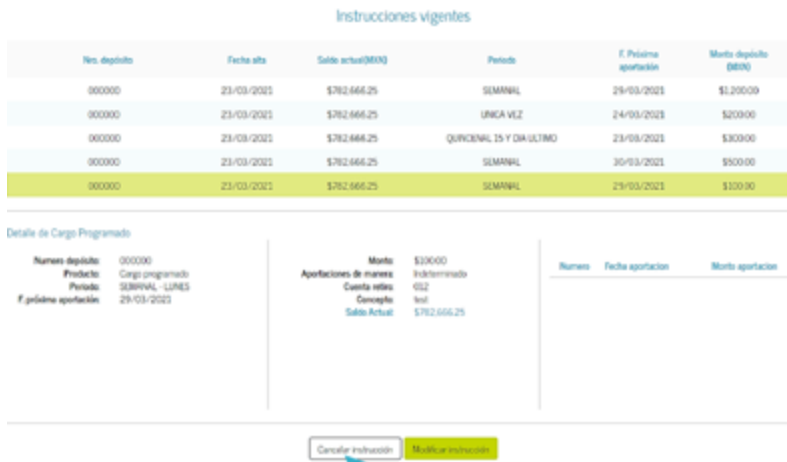 Instrucciones vigentes
Nro. depósito Fecha alta Saldo actual(MXN) Periodo F. Próxima aportación Monto depósito (MXN)
000000 23/03/2021 $782,666.25 SEMANAL 29/03/2021 $1,200.00
000000 23/03/2021 $782,666.25 UNICA VEZ 24/03/2021 $200.00
000000 23/03/2021 $782,666.25 QUINCENAL 15 Y DIA ULTIMO 23/03/2021 $300.00
000000 23/03/2021 $782,666.25 SEMANAL 30/03/2021 $500.00
000000 23/03/2021 $782,666.25 SEMANAL 29/03/2021 $100.00
Detalle de Cargo Programado
Numero depósito: 000000
Producto: Cargo programado
Periodo: SEMANAL - LUNES
F. próxima aportación: 29/03/2021
Monto: $100.00
Aportaciones de manera: Indeterminado
Cuenta retiro: 012
Concepto: test
Saldo Actual: $782,666.25
Numero Fecha aportacion Monto aportacion
Cancelar instrucción Modificar instrucción